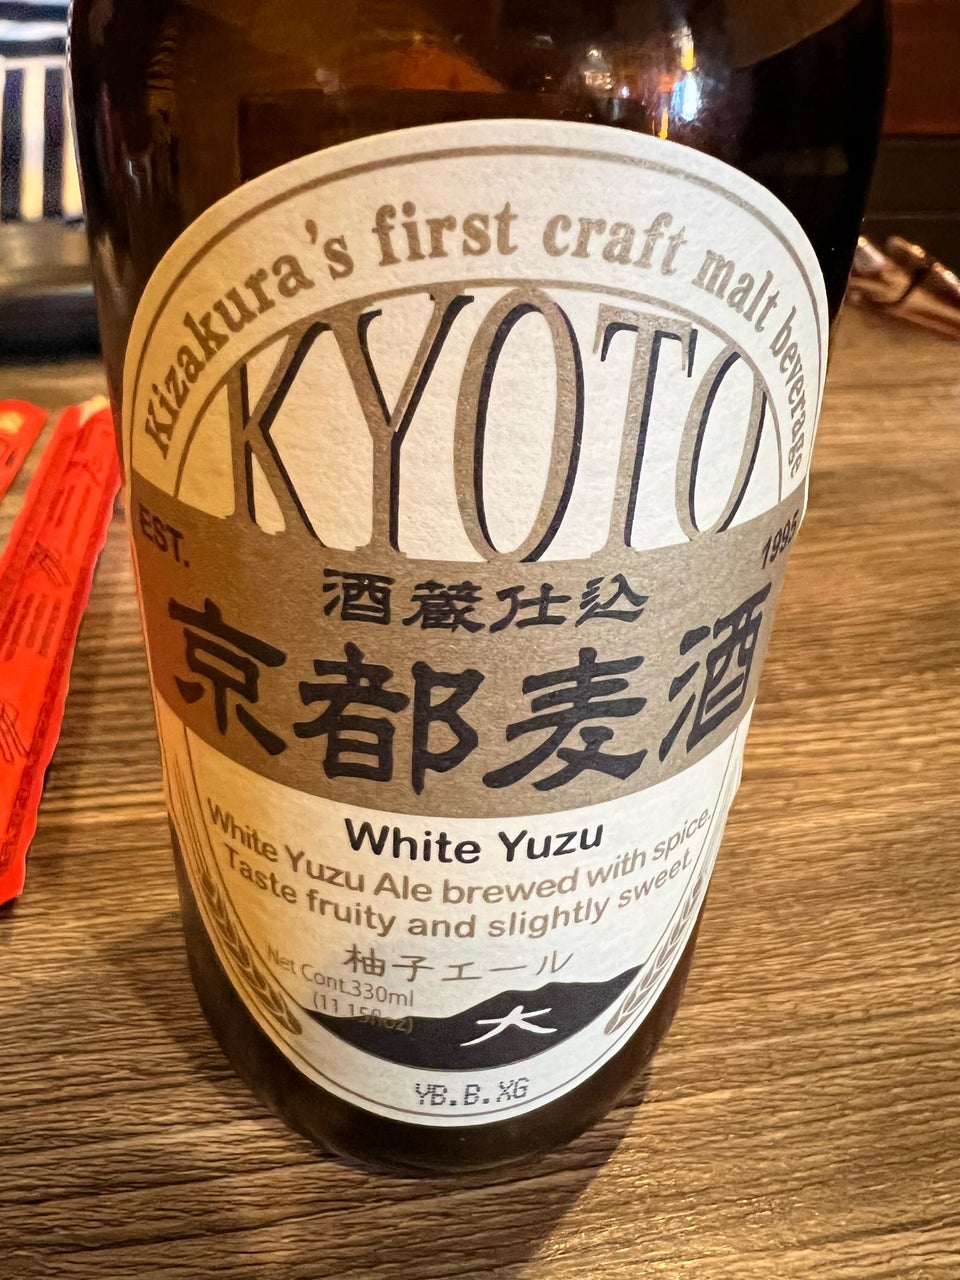 Kizakura's first craft malt beverage
KYOTO
EST. 1995
酒蔵仕込
京都麦酒
White Yuzu
White Yuzu Ale brewed with spice.
Taste fruity and slightly sweet.
柚子エール
Net Cont.330ml
(11.15fl.oz)
大
YB.B.XG